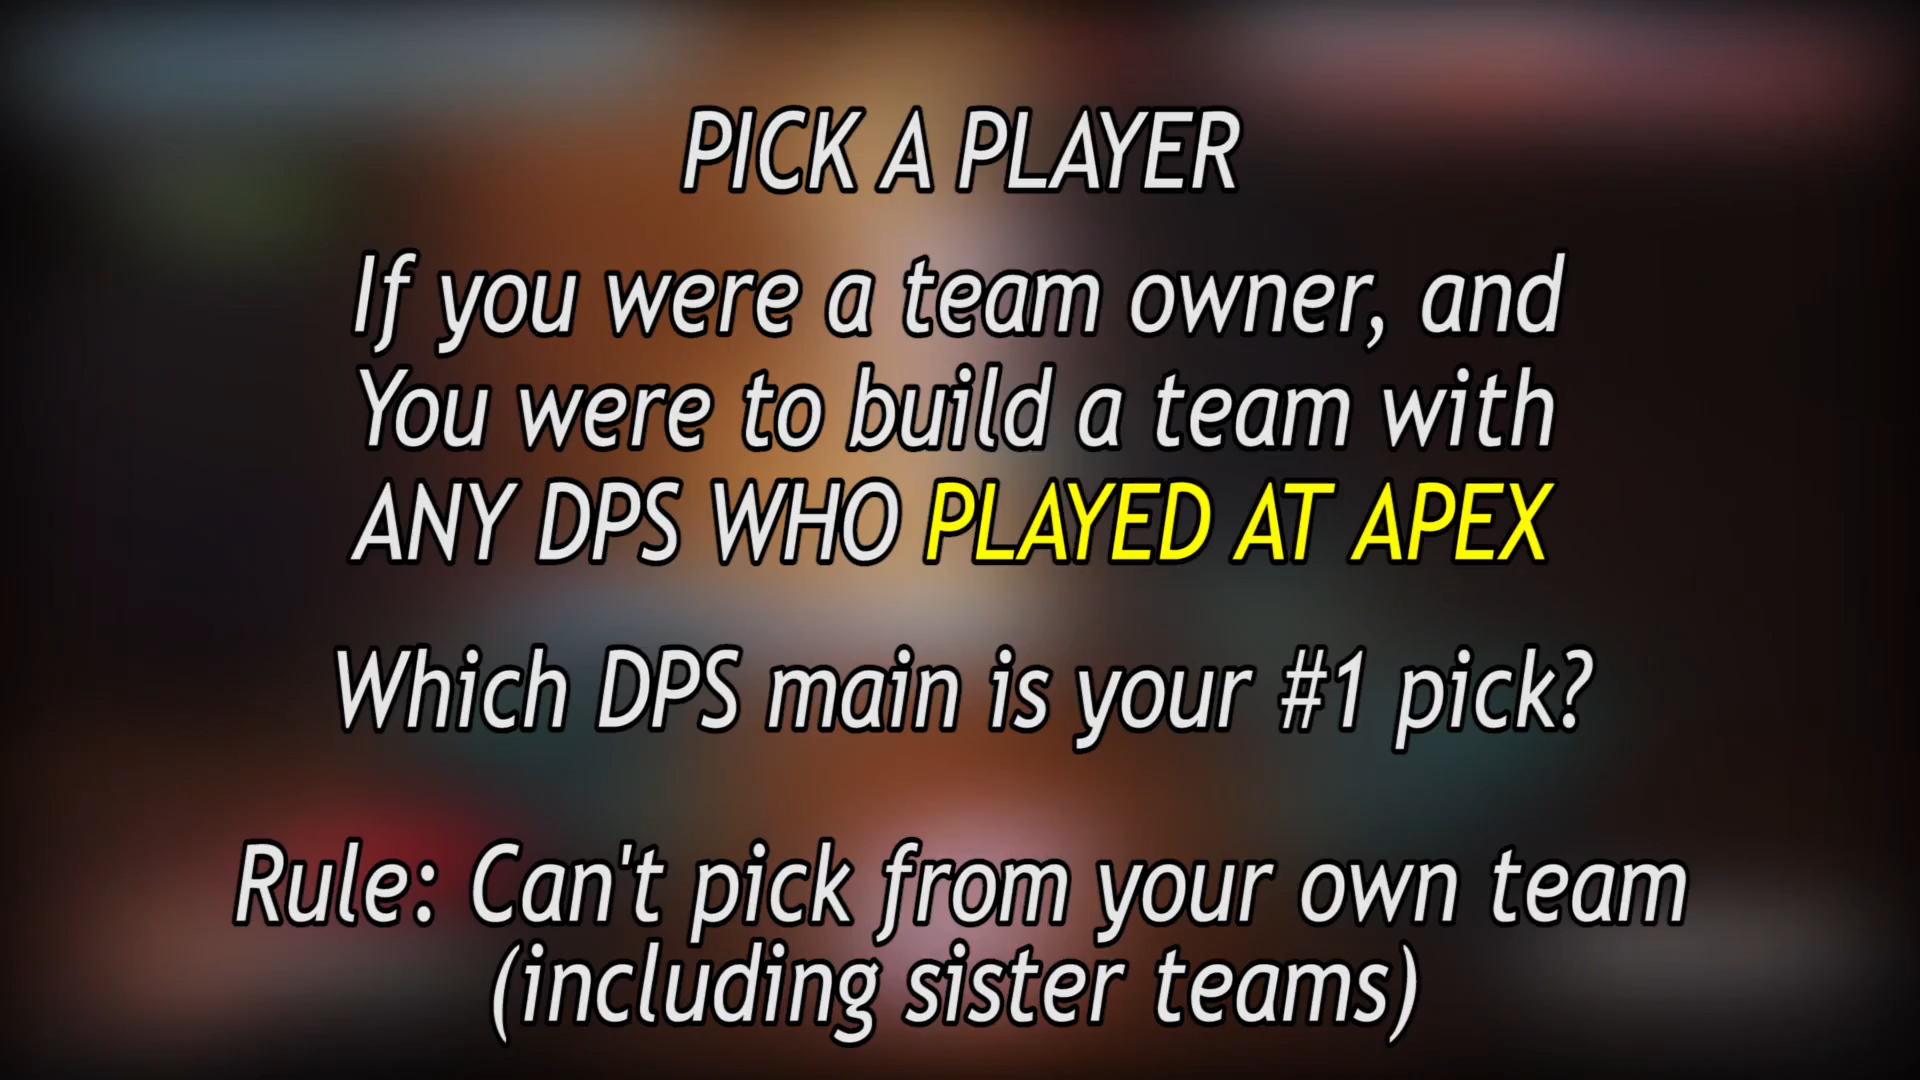 PICK A PLAYER
If you were a team owner, and
You were to build a team with
ANY DPS WHO PLAYED AT APEX
Which DPS main is your #1 pick?
Rule: Can't pick from your own team
(including sister teams)